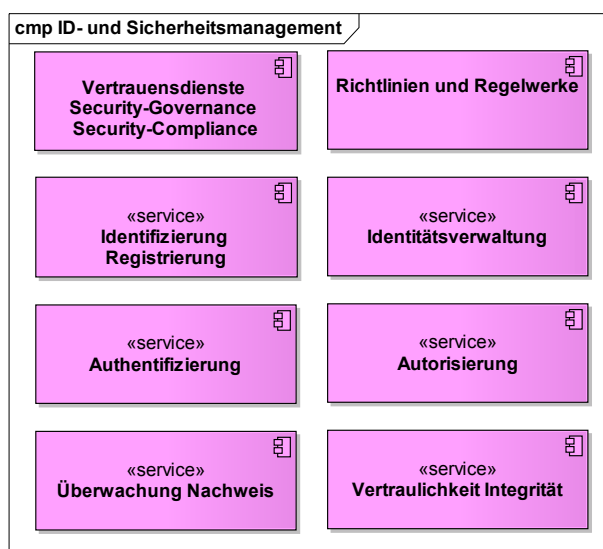 cmp ID- und Sicherheitsmanagement
Vertrauensdienste
Security-Governance
Security-Compliance
Richtlinien und Regelwerke
«service»
Identifizierung
Registrierung
«service»
Identitätsverwaltung
«service»
Authentifizierung
«service»
Autorisierung
«service»
Überwachung Nachweis
«service»
Vertraulichkeit Integrität